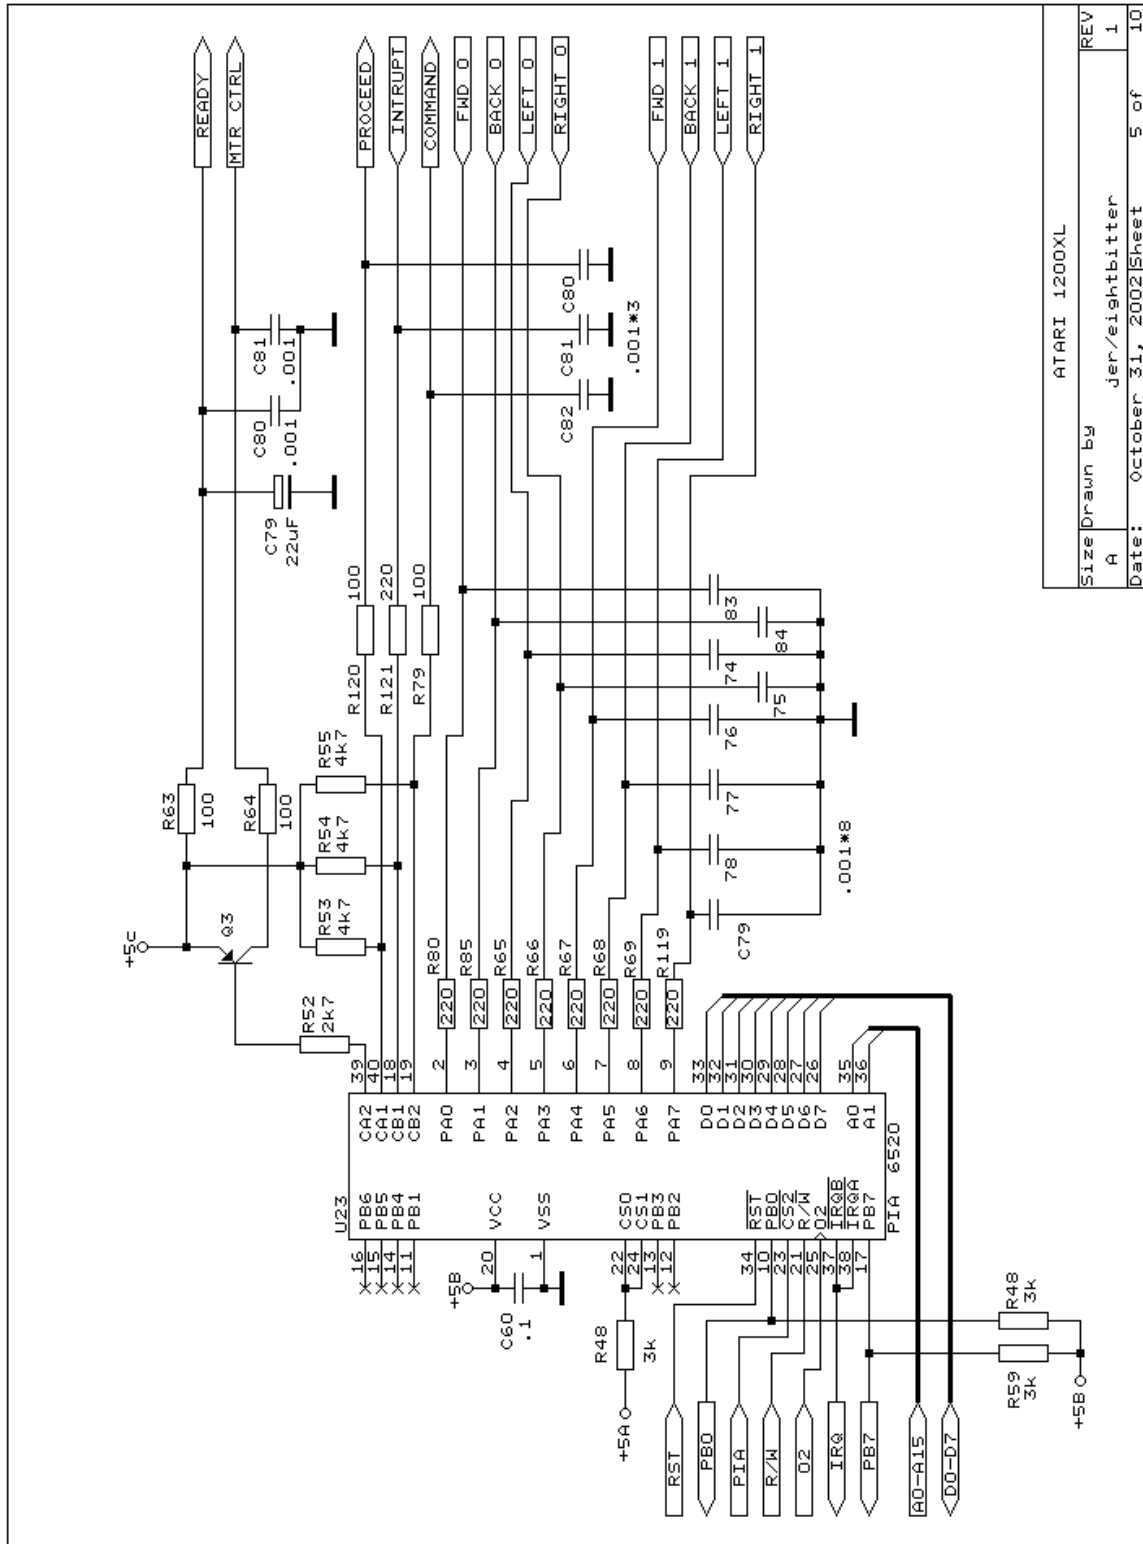 READY
MTR CTRL
PROCEED
INTRUPT
COMMAND
FWD 0
BACK 0
LEFT 0
RIGHT 0
FWD 1
BACK 1
LEFT 1
RIGHT 1
C81
.001
C80
.001
C79
22uF
C80
C81
C82
.001*3
R120
100
R121
220
R79
100
R63
100
R64
100
R55
4k7
R54
4k7
R53
4k7
+5C
Q3
R52
2k7
R80
220
R85
220
R65
220
R66
220
R67
220
R68
220
R69
220
R119
220
83
84
74
75
76
77
78
C79
.001*8
39
40
18
19
2
3
4
5
6
7
8
9
33
32
31
30
29
28
27
26
35
36
CA2
CA1
CB1
CB2
PA0
PA1
PA2
PA3
PA4
PA5
PA6
PA7
D0
D1
D2
D3
D4
D5
D6
D7
A0
A1
U23
PIA 6520
PB6
PB5
PB4
PB1
VCC
VSS
CS0
CS1
PB3
PB2
RST
PB0
CS2
R/W
O2
IRQB
IRQA
PB7
16
15
14
11
20
1
22
24
13
12
34
10
23
21
25
37
38
17
+5B
C60
.1
R48
3k
+5A
R48
3k
R59
3k
+5B
RST
PB0
PIA
R/W
O2
IRQ
PB7
A0-A15
D0-D7
ATARI 1200XL
Size Drawn by REV
A jer/eightbitter 1
Date: October 31, 2002 Sheet 5 of 10